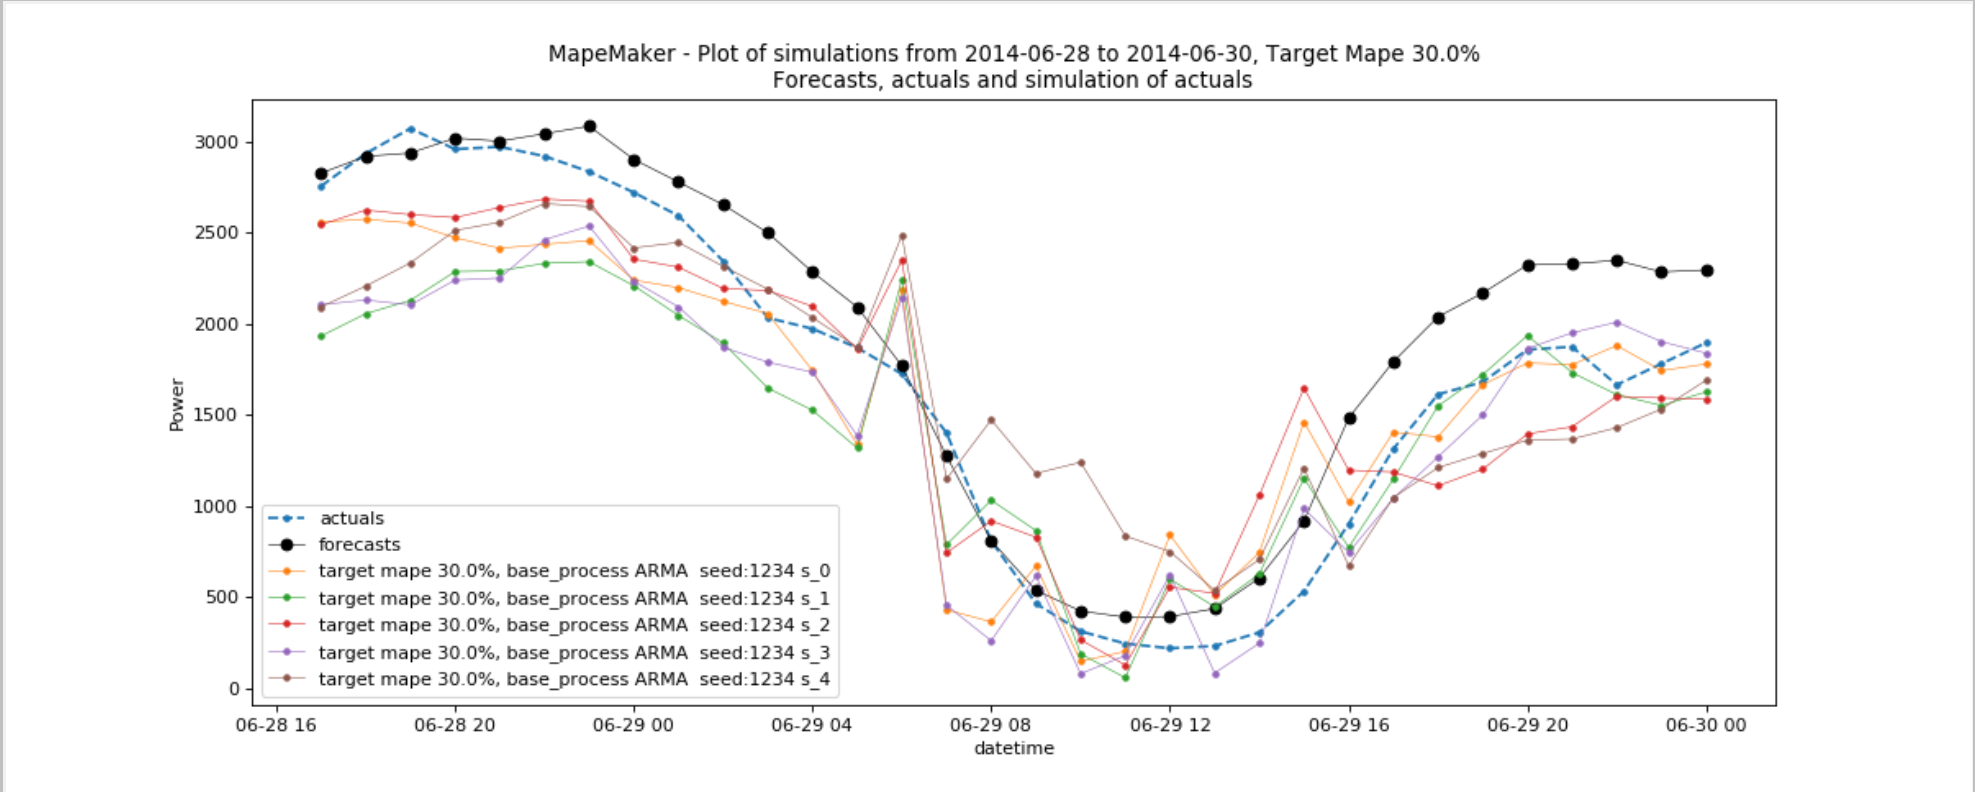 MapeMaker - Plot of simulations from 2014-06-28 to 2014-06-30, Target Mape 30.0%
Forecasts, actuals and simulation of actuals
3000
2500
2000
1500
1000
500
0
Power
actuals
forecasts
target mape 30.0%, base_process ARMA  seed:1234 s_0
target mape 30.0%, base_process ARMA  seed:1234 s_1
target mape 30.0%, base_process ARMA  seed:1234 s_2
target mape 30.0%, base_process ARMA  seed:1234 s_3
target mape 30.0%, base_process ARMA  seed:1234 s_4
06-28 16 06-28 20 06-29 00 06-29 04 06-29 08 06-29 12 06-29 16 06-29 20 06-30 00
datetime